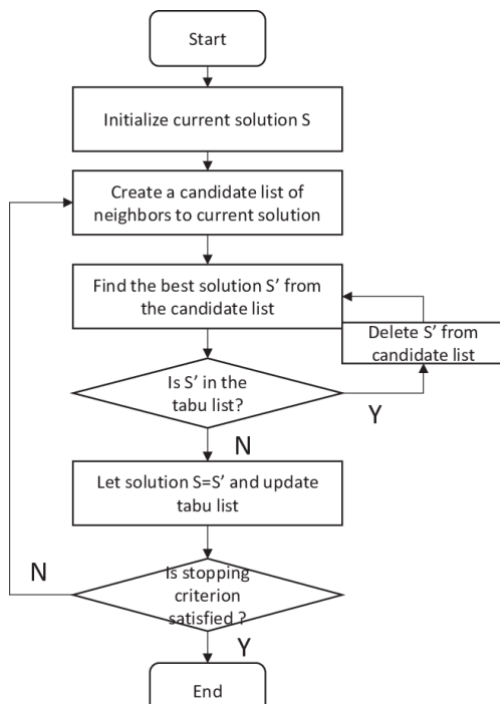 Start
Initialize current solution S
Create a candidate list of
neighbors to current solution
Find the best solution S’ from
the candidate list
Delete S’ from
candidate list
Is S’ in the
tabu list?
Y
N
Let solution S=S’ and update
tabu list
N
Is stopping
criterion
satisfied ?
Y
End